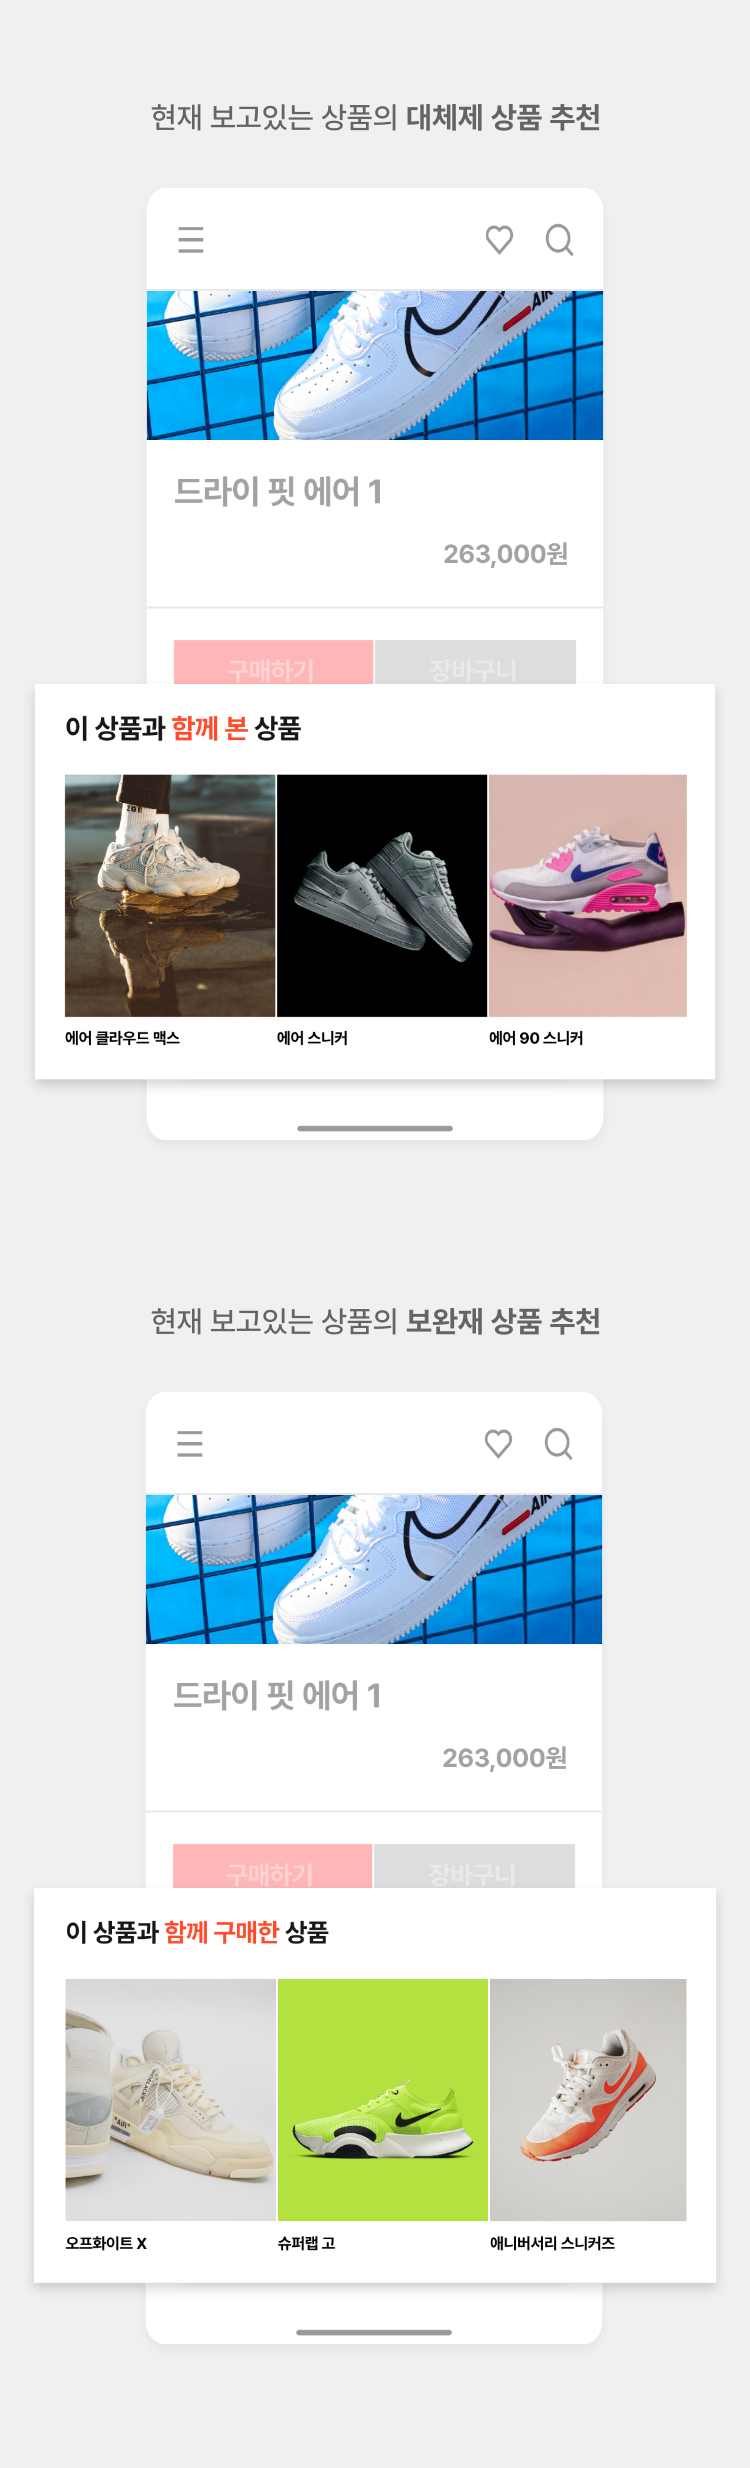 현재 보고있는 상품의 대체제 상품 추천
AIR
드라이 핏 에어 1
263,000원
구매하기 장바구니
이 상품과 함께 본 상품
에어 클라우드 맥스 에어 스니커 에어 90 스니커
현재 보고있는 상품의 보완재 상품 추천
AIR
드라이 핏 에어 1
263,000원
구매하기 장바구니
이 상품과 함께 구매한 상품
"AIR"
오프화이트 X 슈퍼랩 고 애니버서리 스니커즈